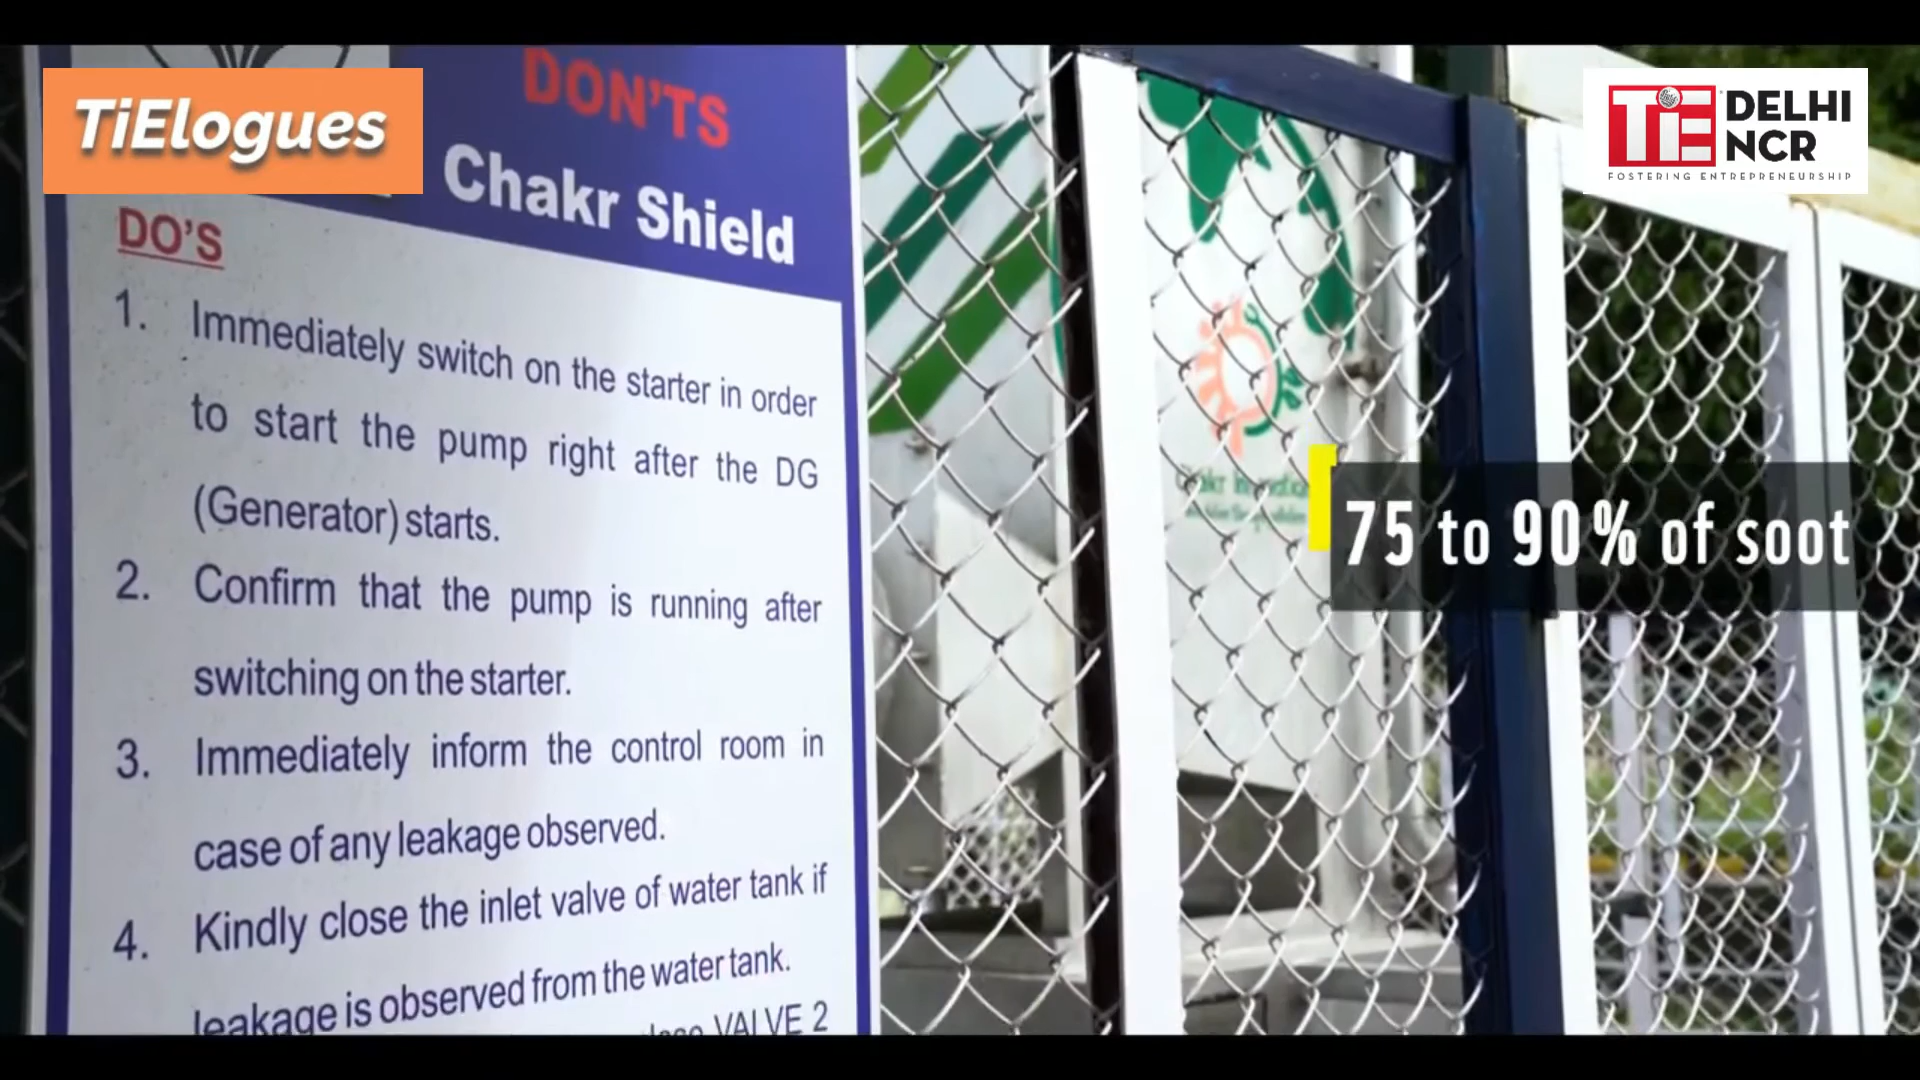 TiElogues
TiE DELHI
NCR
FOSTERING ENTREPRENEURSHIP
DON'TS
Chakr Shield
DO'S
1. Immediately switch on the starter in order
to start the pump right after the DG
(Generator) starts.
2. Confirm that the pump is running after
switching on the starter.
3. Immediately inform the control room in
case of any leakage observed.
4. Kindly close the inlet valve of water tank if
leakage is observed from the water tank.
VALVE 2
75 to 90% of soot